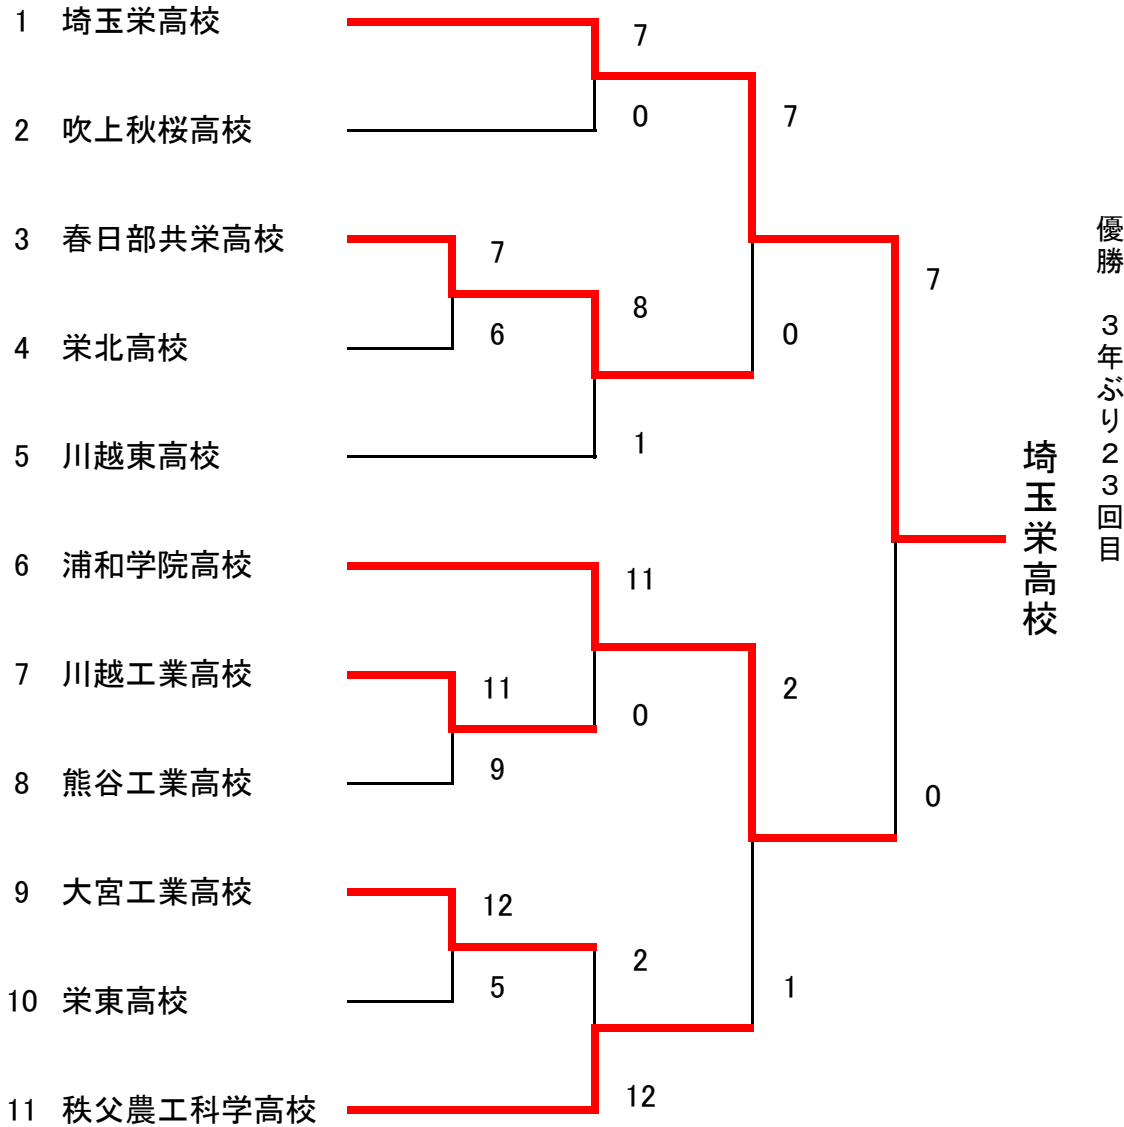 1 埼玉栄高校
7
0
2 吹上秋桜高校
7
3 春日部共栄高校
7
6
4 栄北高校
8
0
5 川越東高校
1
7
6 浦和学院高校
11
7 川越工業高校
11
9
0
2
8 熊谷工業高校
0
9 大宮工業高校
12
5
2
1
10 栄東高校
12
11 秩父農工科学高校
埼玉栄高校
優勝 3年ぶり23回目